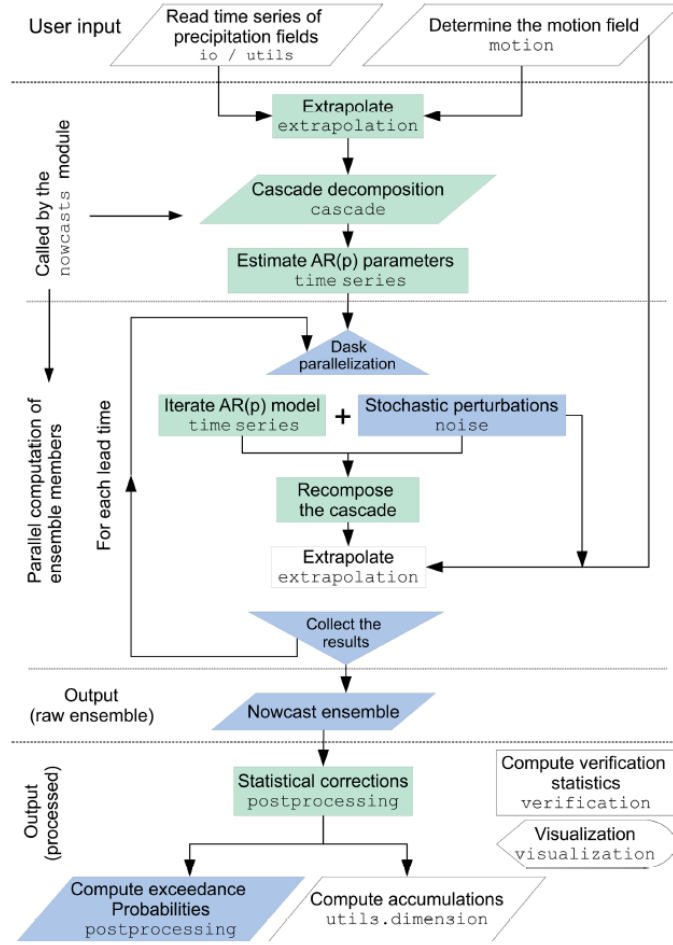 User input
Read time series of
precipitation fields
io / utils
Determine the motion field
motion
Called by the
nowcasts module
Extrapolate
extrapolation
Cascade decomposition
cascade
Estimate AR(p) parameters
time series
Parallel computation of
ensemble members
For each lead time
Dask
parallelization
Iterate AR(p) model
time series
+
Stochastic perturbations
noise
Recompose
the cascade
Extrapolate
extrapolation
Collect the
results
Output
(raw ensemble)
Nowcast ensemble
Output
(processed)
Statistical corrections
postprocessing
Compute verification
statistics
verification
Visualization
visualization
Compute exceedance
Probabilities
postprocessing
Compute accumulations
utils.dimension